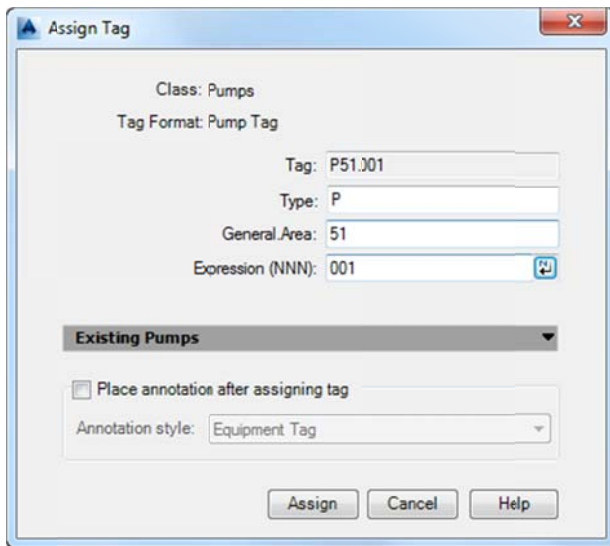 Assign Tag
Class: Pumps
Tag Format: Pump Tag
Tag: P51.001
Type: P
General.Area: 51
Expression (NNN): 001
Existing Pumps
Place annotation after assigning tag
Annotation style: Equipment Tag
Assign Cancel Help